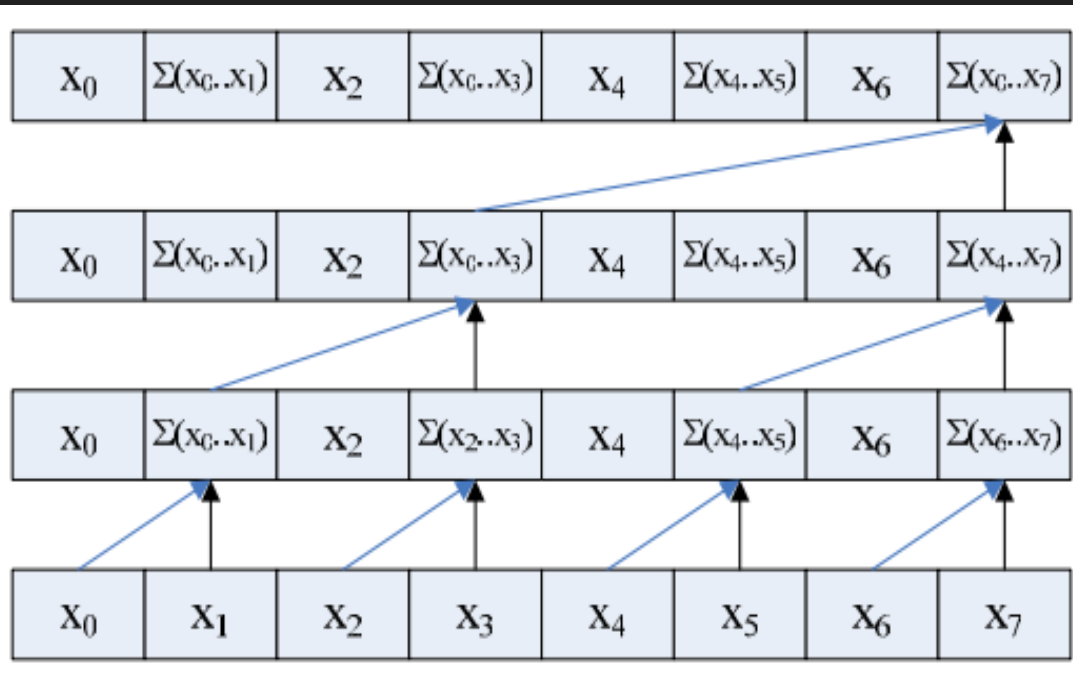 x₀ Σ(x₀..x₁) x₂ Σ(x₀..x₃) x₄ Σ(x₄..x₅) x₆ Σ(x₀..x₇)
x₀ Σ(x₀..x₁) x₂ Σ(x₀..x₃) x₄ Σ(x₄..x₅) x₆ Σ(x₄..x₇)
x₀ Σ(x₀..x₁) x₂ Σ(x₂..x₃) x₄ Σ(x₄..x₅) x₆ Σ(x₆..x₇)
x₀ x₁ x₂ x₃ x₄ x₅ x₆ x₇